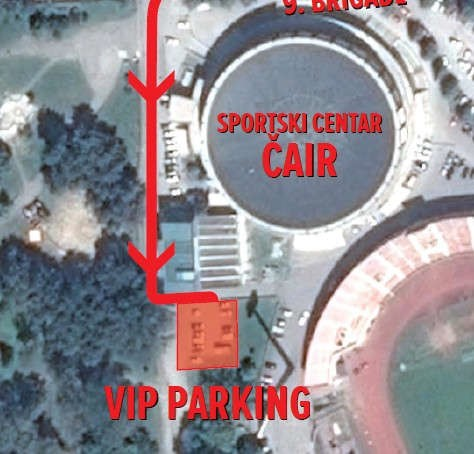 9. BRIGADE
SPORTSKI CENTAR
ČAIR
VIP PARKING